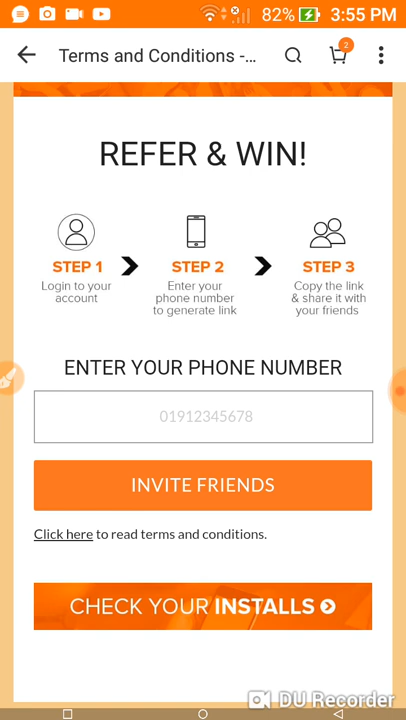 82% 3:55 PM
Terms and Conditions -...
2
REFER & WIN!
STEP 1
Login to your
account
STEP 2
Enter your
phone number
to generate link
STEP 3
Copy the link
& share it with
your friends
ENTER YOUR PHONE NUMBER
01912345678
INVITE FRIENDS
Click here to read terms and conditions.
CHECK YOUR INSTALLS
DU Recorder